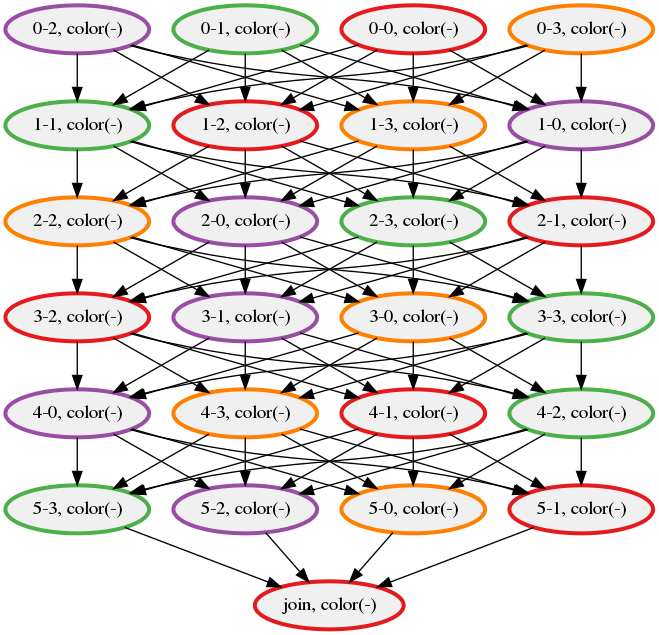 0-2, color(-)
0-1, color(-)
0-0, color(-)
0-3, color(-)
1-1, color(-)
1-2, color(-)
1-3, color(-)
1-0, color(-)
2-2, color(-)
2-0, color(-)
2-3, color(-)
2-1, color(-)
3-2, color(-)
3-1, color(-)
3-0, color(-)
3-3, color(-)
4-0, color(-)
4-3, color(-)
4-1, color(-)
4-2, color(-)
5-3, color(-)
5-2, color(-)
5-0, color(-)
5-1, color(-)
join, color(-)